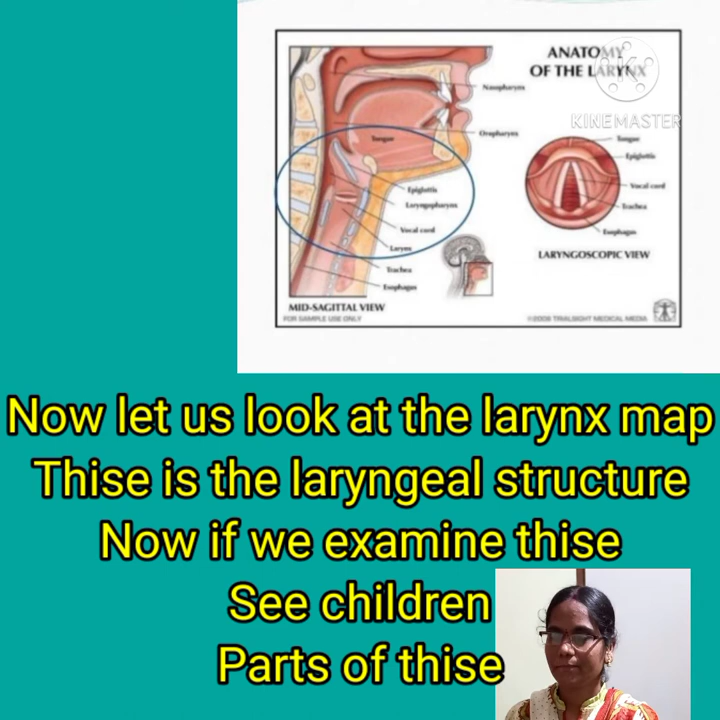 ANATOMY
OF THE LARYNX
KINEMASTER
Nasopharynx
Oropharynx
Tongue
Epiglottis
Laryngopharynx
Vocal cord
Larynx
Trachea
Esophagus
MID-SAGITTAL VIEW
FOR SAMPLE USE ONLY
Tongue
Epiglottis
Vocal cord
Trachea
Esophagus
LARYNGOSCOPIC VIEW
MEDICAL MEDIA
Now let us look at the larynx map
Thise is the laryngeal structure
Now if we examine thise
See children
Parts of thise